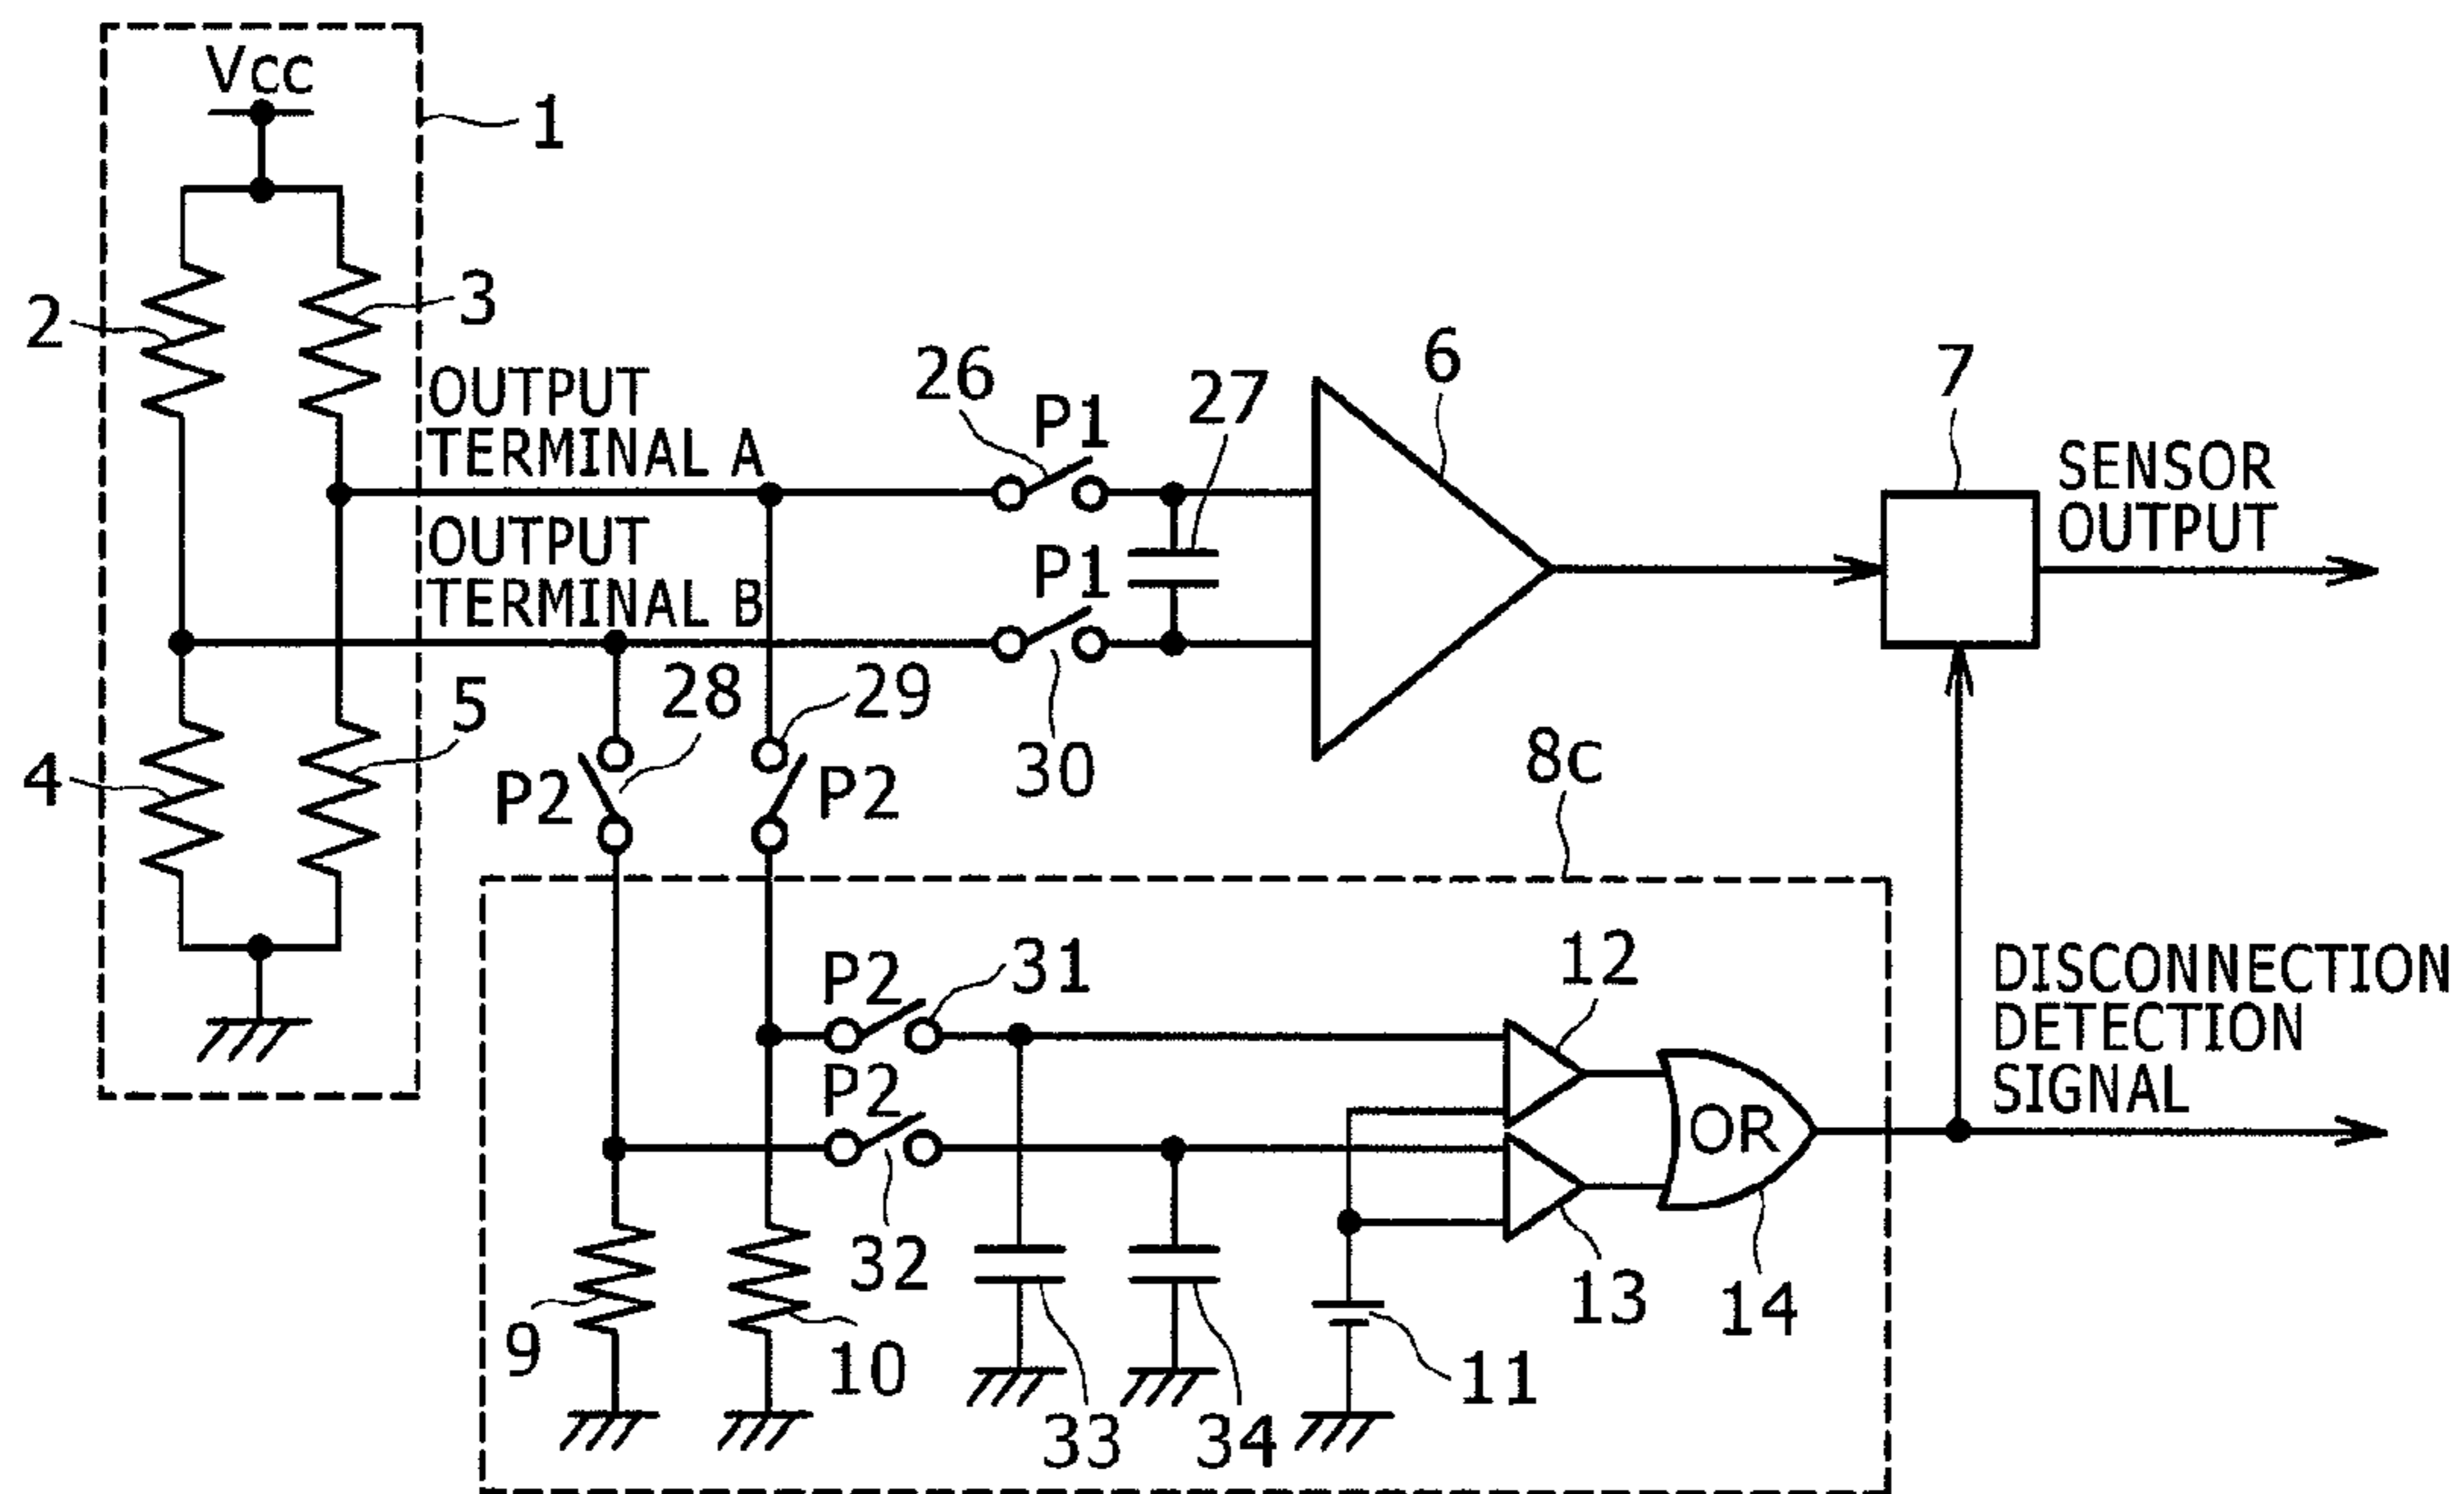 Vcc
1
2
3
OUTPUT
TERMINAL A
OUTPUT
TERMINAL B
26
P1
27
6
7
SENSOR
OUTPUT
P1
30
4
5
28
29
P2
P2
8c
P2
31
12
DISCONNECTION
DETECTION
SIGNAL
P2
OR
32
9
10
33
34
11
13
14